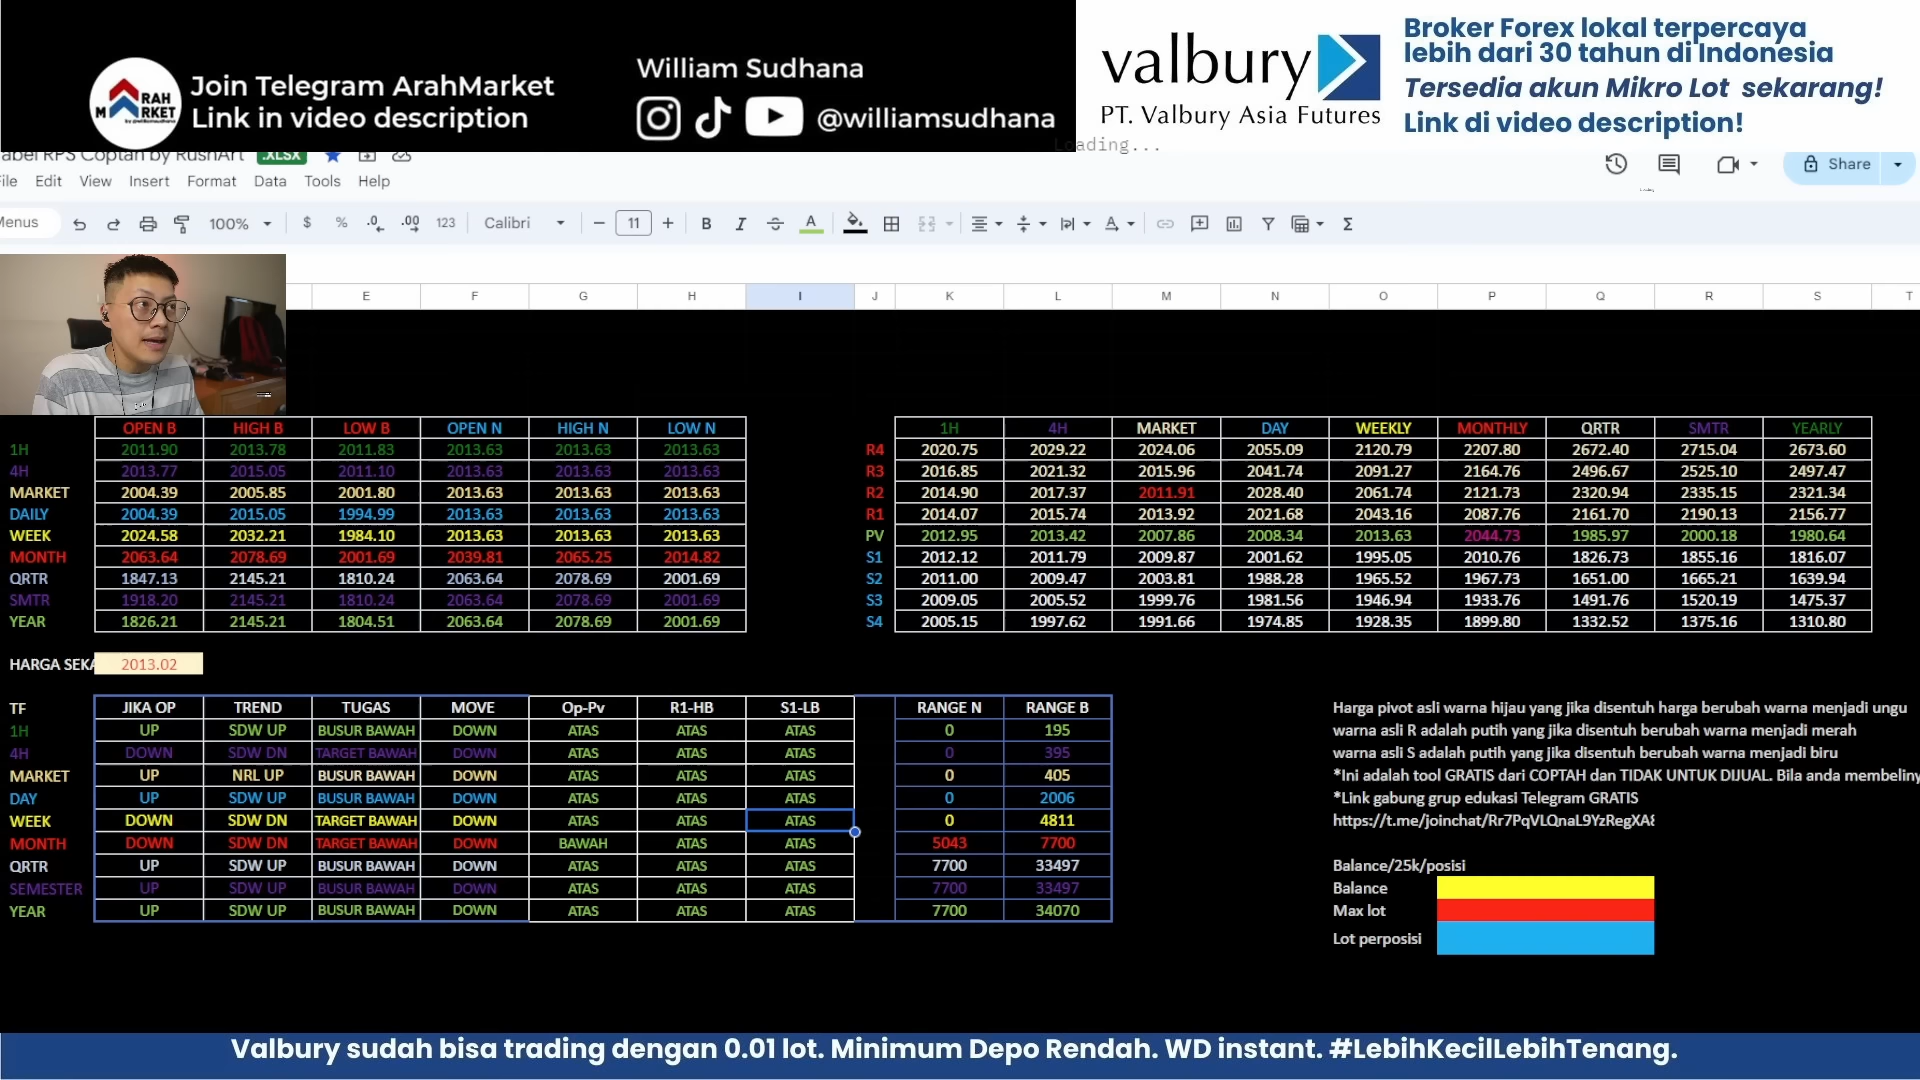 ARAH
MARKET
by @williamsudhana
Join Telegram ArahMarket
Link in video description
William Sudhana
@williamsudhana
valbury
PT. Valbury Asia Futures
Broker Forex lokal terpercaya
lebih dari 30 tahun di Indonesia
Tersedia akun Mikro Lot sekarang!
Link di video description!
Loading...
abel RPS Coptah by RushArt .XLSX
ile Edit View Insert Format Data Tools Help
Share
Menus 100% $ % .0 .00 123 Calibri 11 B I A Σ
E F G H I J K L M N O P Q R S T
OPEN B HIGH B LOW B OPEN N HIGH N LOW N
1H 2011.90 2013.78 2011.83 2013.63 2013.63 2013.63
4H 2013.77 2015.05 2011.10 2013.63 2013.63 2013.63
MARKET 2004.39 2005.85 2001.80 2013.63 2013.63 2013.63
DAILY 2004.39 2015.05 1994.99 2013.63 2013.63 2013.63
WEEK 2024.58 2032.21 1984.10 2013.63 2013.63 2013.63
MONTH 2063.64 2078.69 2001.69 2039.81 2065.25 2014.82
QRTR 1847.13 2145.21 1810.24 2063.64 2078.69 2001.69
SMTR 1918.20 2145.21 1810.24 2063.64 2078.69 2001.69
YEAR 1826.21 2145.21 1804.51 2063.64 2078.69 2001.69
1H 4H MARKET DAY WEEKLY MONTHLY QRTR SMTR YEARLY
R4 2020.75 2029.22 2024.06 2055.09 2120.79 2207.80 2672.40 2715.04 2673.60
R3 2016.85 2021.32 2015.96 2041.74 2091.27 2164.76 2496.67 2525.10 2497.47
R2 2014.90 2017.37 2011.91 2028.40 2061.74 2121.73 2320.94 2335.15 2321.34
R1 2014.07 2015.74 2013.92 2021.68 2043.16 2087.76 2161.70 2190.13 2156.77
PV 2012.95 2013.42 2007.86 2008.34 2013.63 2044.73 1985.97 2000.18 1980.64
S1 2012.12 2011.79 2009.87 2001.62 1995.05 2010.76 1826.73 1855.16 1816.07
S2 2011.00 2009.47 2003.81 1988.28 1965.52 1967.73 1651.00 1665.21 1639.94
S3 2009.05 2005.52 1999.76 1981.56 1946.94 1933.76 1491.76 1520.19 1475.37
S4 2005.15 1997.62 1991.66 1974.85 1928.35 1899.80 1332.52 1375.16 1310.80
HARGA SEKA 2013.02
TF JIKA OP TREND TUGAS MOVE Op-Pv R1-HB S1-LB RANGE N RANGE B
1H UP SDW UP BUSUR BAWAH DOWN ATAS ATAS ATAS 0 195
4H DOWN SDW DN TARGET BAWAH DOWN ATAS ATAS ATAS 0 395
MARKET UP NRL UP BUSUR BAWAH DOWN ATAS ATAS ATAS 0 405
DAY UP SDW UP BUSUR BAWAH DOWN ATAS ATAS ATAS 0 2006
WEEK DOWN SDW DN TARGET BAWAH DOWN ATAS ATAS ATAS 0 4811
MONTH DOWN SDW DN TARGET BAWAH DOWN BAWAH ATAS ATAS 5043 7700
QRTR UP SDW UP BUSUR BAWAH DOWN ATAS ATAS ATAS 7700 33497
SEMESTER UP SDW UP BUSUR BAWAH DOWN ATAS ATAS ATAS 7700 33497
YEAR UP SDW UP BUSUR BAWAH DOWN ATAS ATAS ATAS 7700 34070
Harga pivot asli warna hijau yang jika disentuh harga berubah warna menjadi ungu
warna asli R adalah putih yang jika disentuh berubah warna menjadi merah
warna asli S adalah putih yang jika disentuh berubah warna menjadi biru
*Ini adalah tool GRATIS dari COPTAH dan TIDAK UNTUK DIJUAL. Bila anda membeliny
*Link gabung grup edukasi Telegram GRATIS
https://t.me/joinchat/Rr7PqVLQnaL9YzRegXA8
Balance/25k/posisi
Balance
Max lot
Lot perposisi
Valbury sudah bisa trading dengan 0.01 lot. Minimum Depo Rendah. WD instant. #LebihKecilLebihTenang.